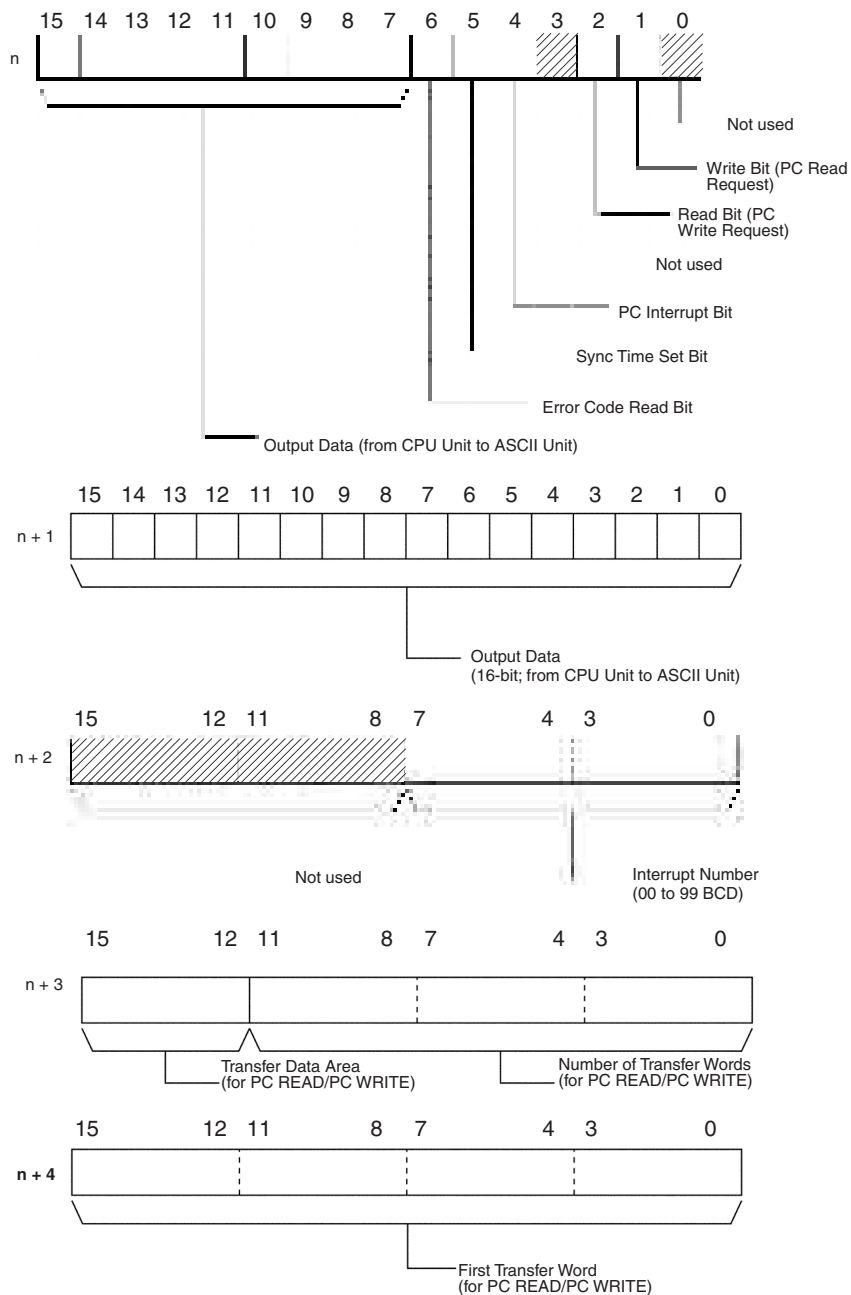 15 14 13 12 11 10 9 8 7 6 5 4 3 2 1 0
n
Not used
Write Bit (PC Read
Request)
Read Bit (PC
Write Request)
Not used
PC Interrupt Bit
Sync Time Set Bit
Error Code Read Bit
Output Data (from CPU Unit to ASCII Unit)
15 14 13 12 11 10 9 8 7 6 5 4 3 2 1 0
n + 1
Output Data
(16-bit; from CPU Unit to ASCII Unit)
15 12 11 8 7 4 3 0
n + 2
Not used
Interrupt Number
(00 to 99 BCD)
15 12 11 8 7 4 3 0
n + 3
Transfer Data Area
(for PC READ/PC WRITE)
Number of Transfer Words
(for PC READ/PC WRITE)
15 12 11 8 7 4 3 0
n + 4
First Transfer Word
(for PC READ/PC WRITE)